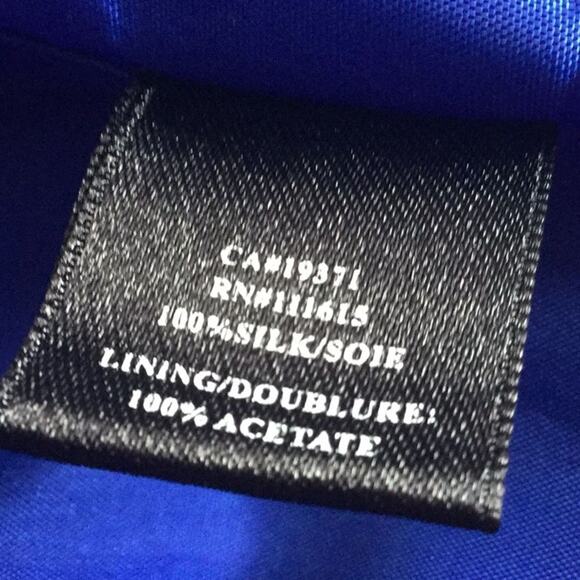 CA#19371
RN#111615
100%SILK/SOIE
LINING/DOUBLURE:
100% ACETATE